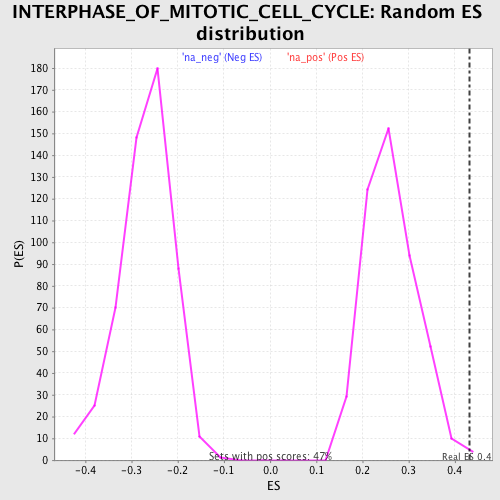 INTERPHASE_OF_MITOTIC_CELL_CYCLE: Random ES
distribution
'na_neg' (Neg ES) 'na_pos' (Pos ES)
180
170
160
150
140
130
120
110
100
90
80
70
60
50
40
30
20
10
0
P(ES)
Sets with pos scores: 47%
Real ES 0.4
-0.4 -0.3 -0.2 -0.1 0.0 0.1 0.2 0.3 0.4
ES